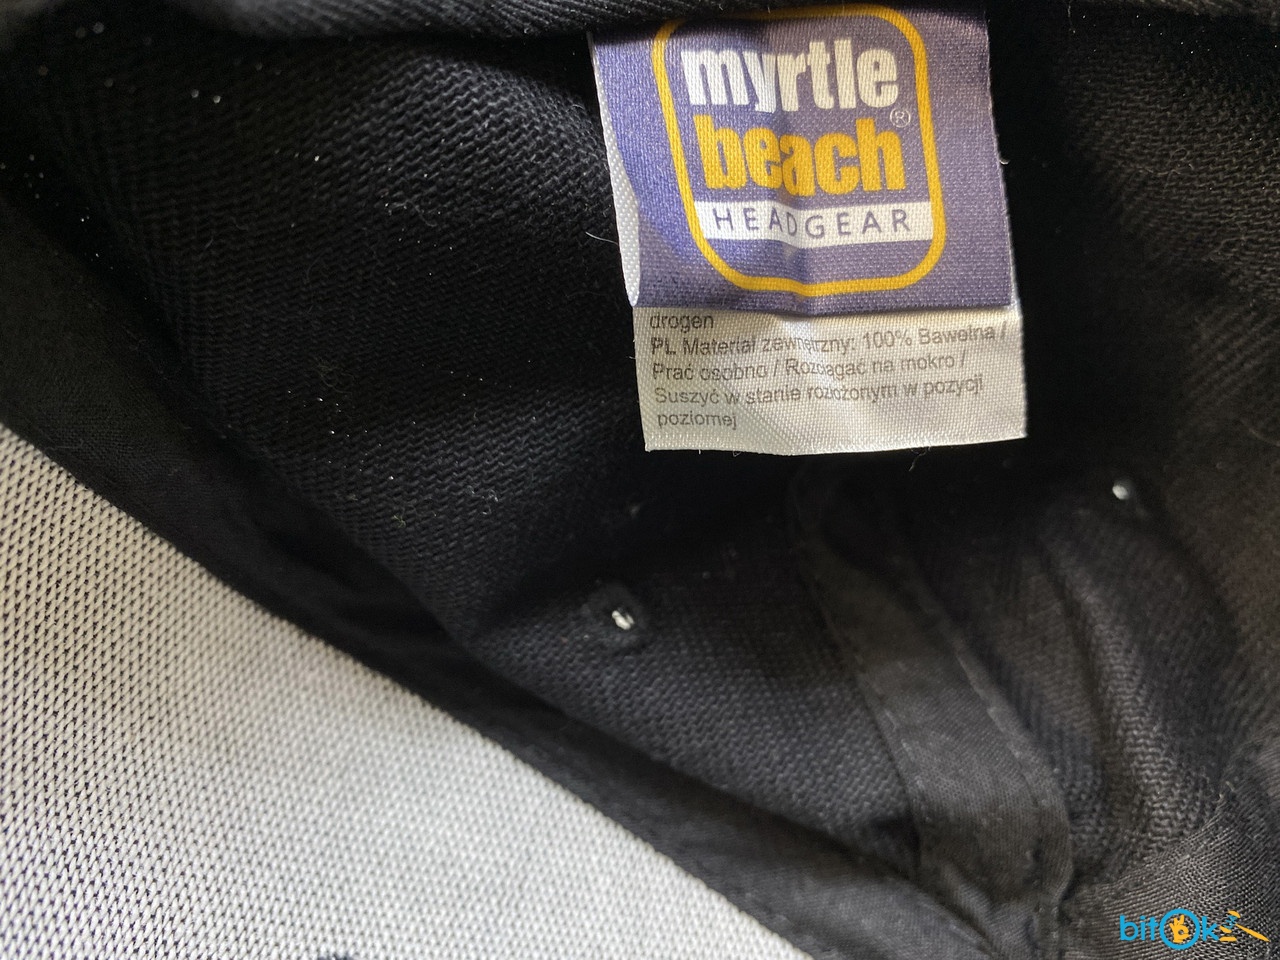 myrtle
beach®
HEADGEAR
drogen
PL Materiał zewnętrzny: 100% Bawełna /
Prać osobno / Rozciągać na mokro /
Suszyć w stanie rozłożonym w pozycji
poziomej
bitOk